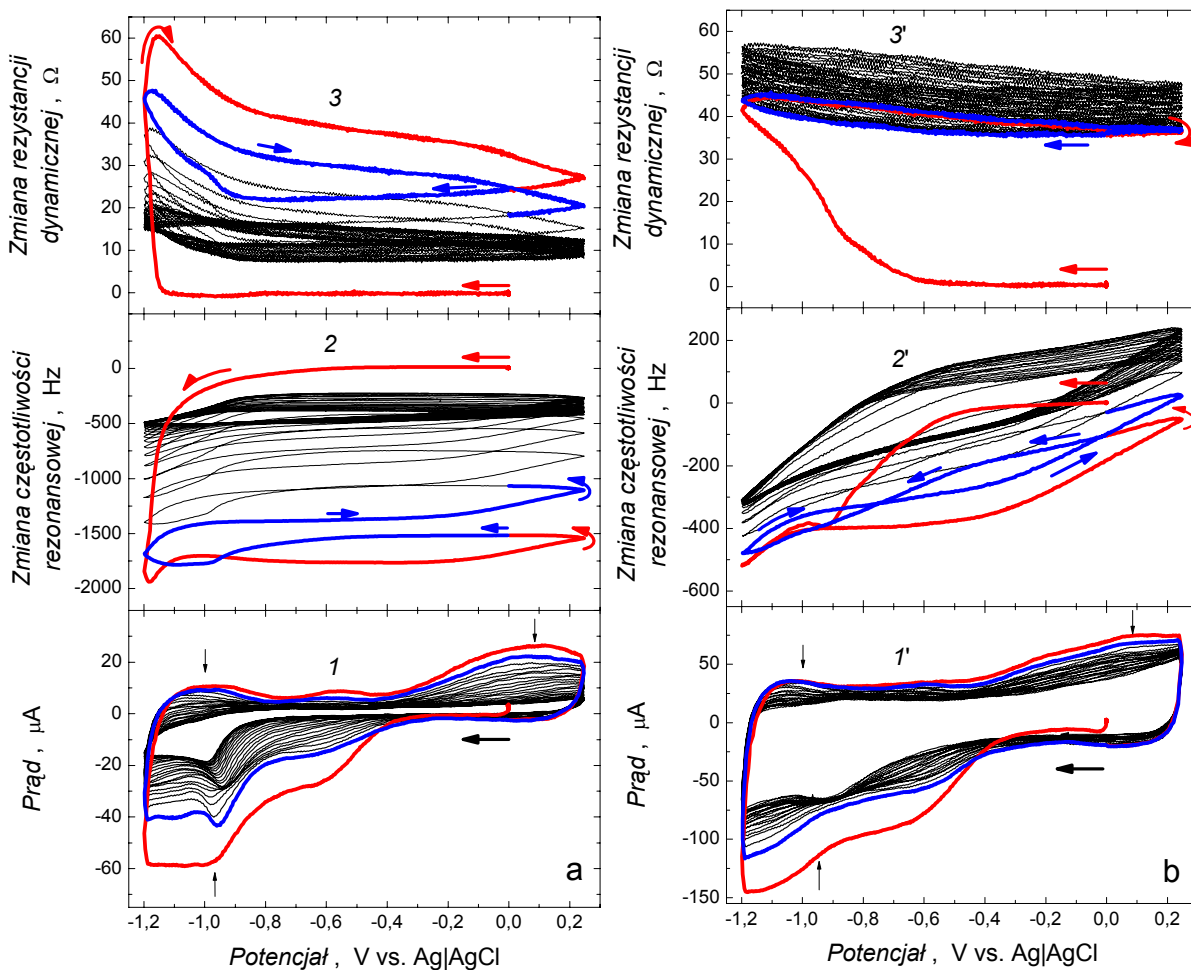 Zmiana rezystancji
dynamicznej , Ω
60
50
40
30
20
10
0
3
Zmiana częstotliwości
rezonansowej , Hz
0
-500
-1000
-1500
-2000
2
Prąd , μA
20
0
-20
-40
-60
1
a
-1,2 -1,0 -0,8 -0,6 -0,4 -0,2 0,0 0,2
Potencjał , V vs. Ag|AgCl
Zmiana rezystancji
dynamicznej , Ω
60
50
40
30
20
10
0
3'
Zmiana częstotliwości
rezonansowej , Hz
200
0
-200
-400
-600
2'
Prąd , μA
50
0
-50
-100
-150
1'
b
-1,2 -1,0 -0,8 -0,6 -0,4 -0,2 0,0 0,2
Potencjał , V vs. Ag|AgCl